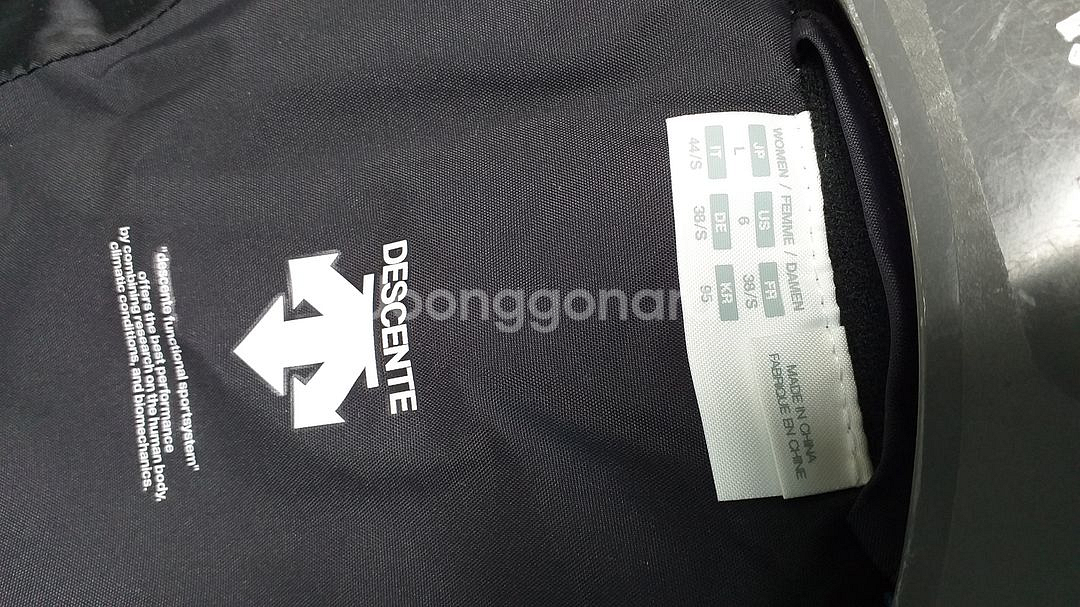 WOMEN / FEMME / DAMEN
JP US FR
L 6 38/S
IT DE KR
44/S 38/S 95
MADE IN CHINA
FABRIQUE EN CHINE
DESCENTE
"descente functional sportsystem"
offers the best performance
by combining research on the human body,
climatic conditions, and biomechanics.
oonggonar